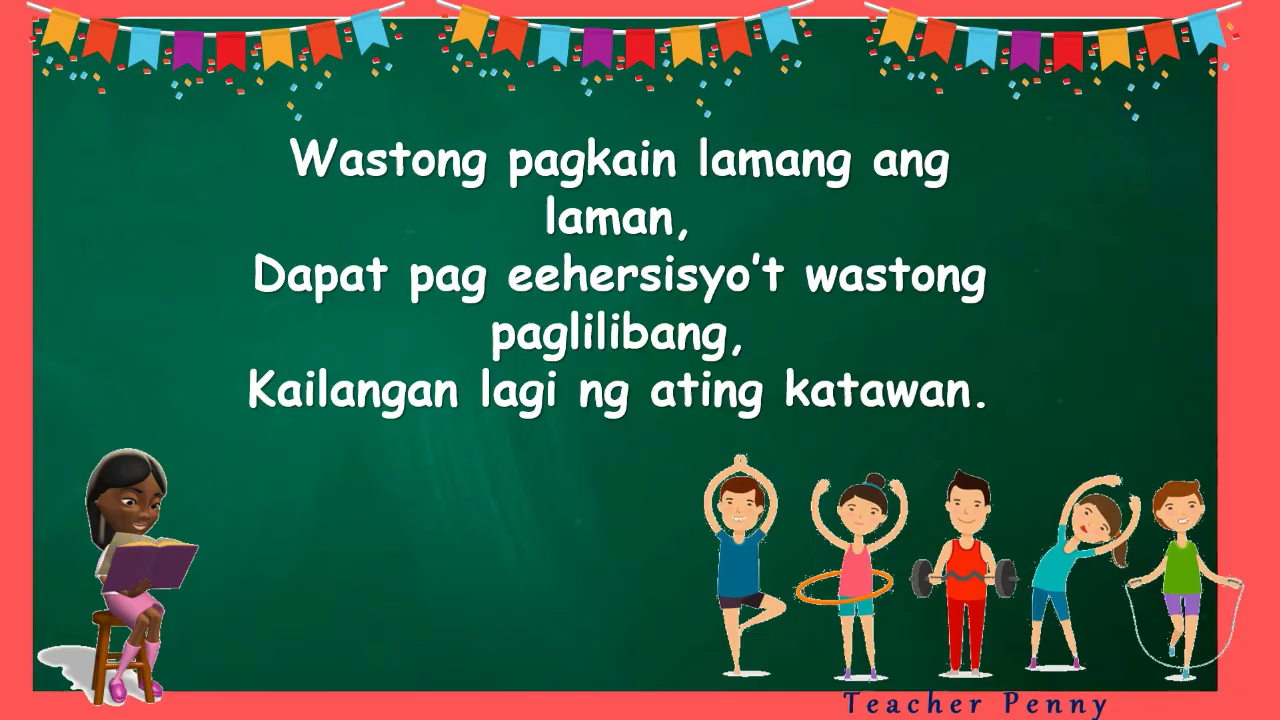 Wastong pagkain lamang ang
laman,
Dapat pag eehersisyo't wastong
paglilibang,
Kailangan lagi ng ating katawan.
Teacher Penny